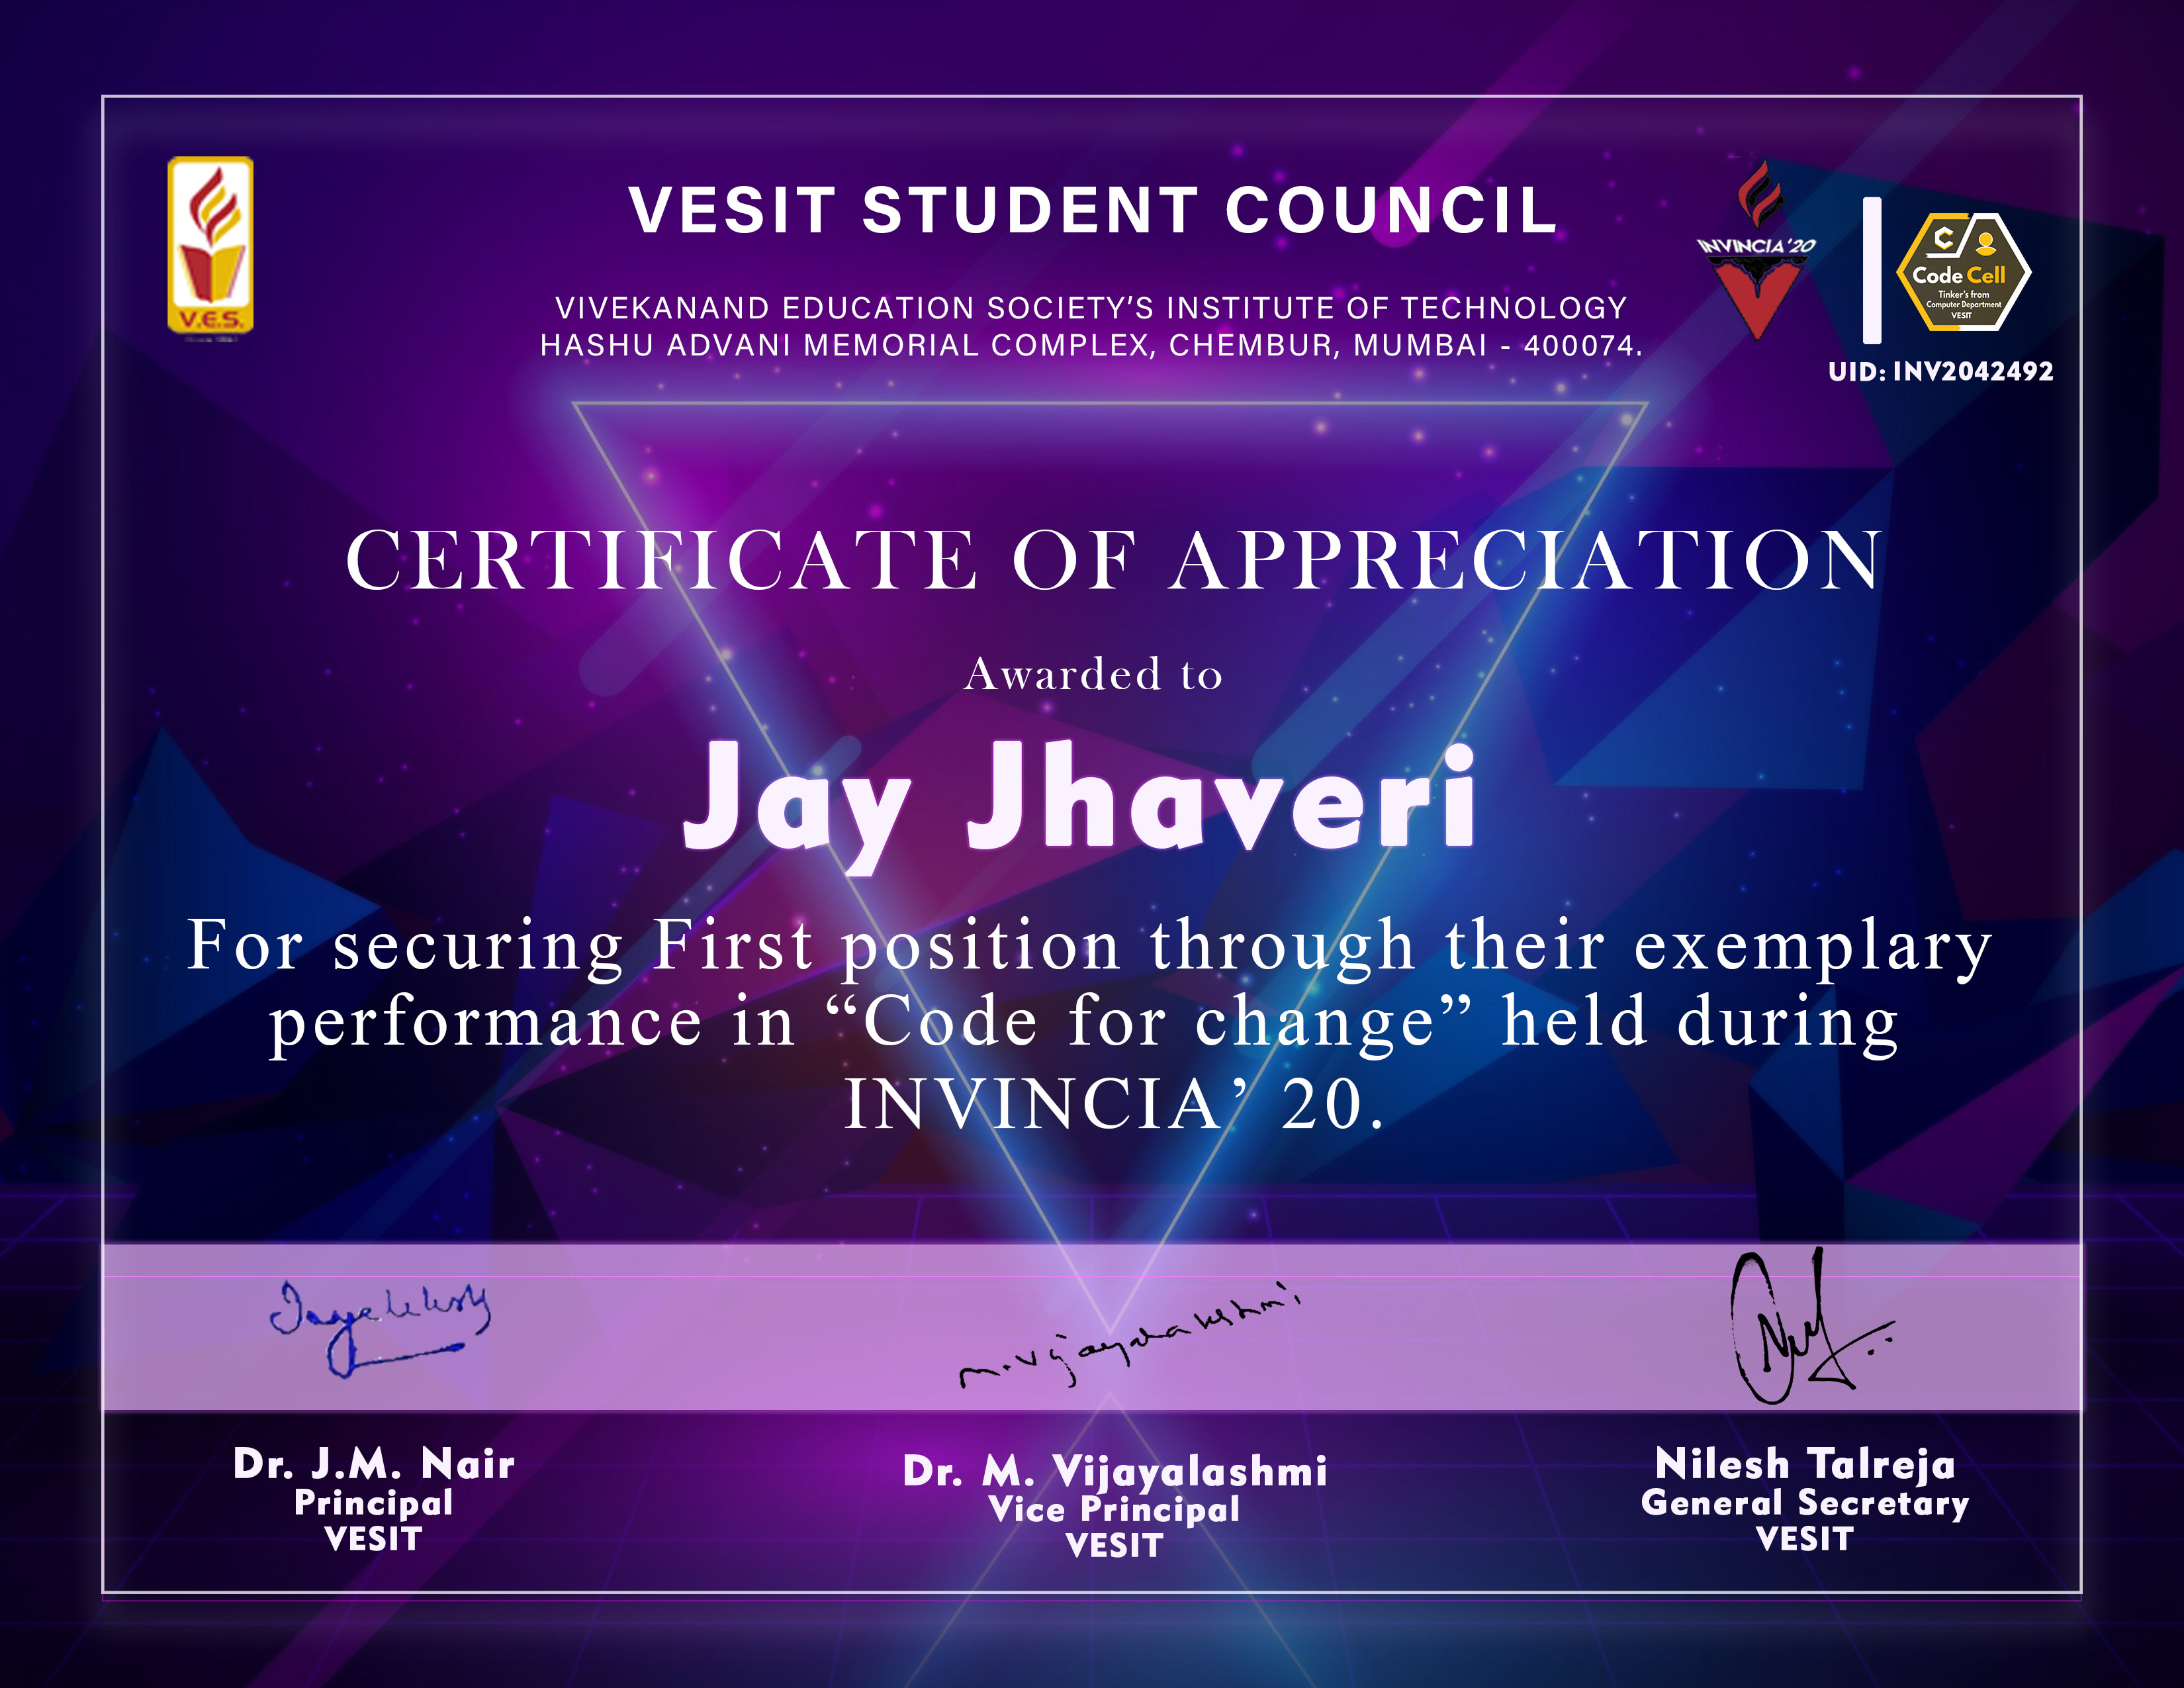 VESIT STUDENT COUNCIL
VIVEKANAND EDUCATION SOCIETY’S INSTITUTE OF TECHNOLOGY
HASHU ADVANI MEMORIAL COMPLEX, CHEMBUR, MUMBAI - 400074.
V.E.S.
INVINCIA'20
Code Cell
Tinker's from
Computer Department
VESIT
UID: INV2042492
CERTIFICATE OF APPRECIATION
Awarded to
Jay Jhaveri
For securing First position through their exemplary
performance in “Code for change” held during
INVINCIA’ 20.
M. Vijayalakshmi
Dr. J.M. Nair
Principal
VESIT
Dr. M. Vijayalashmi
Vice Principal
VESIT
Nilesh Talreja
General Secretary
VESIT